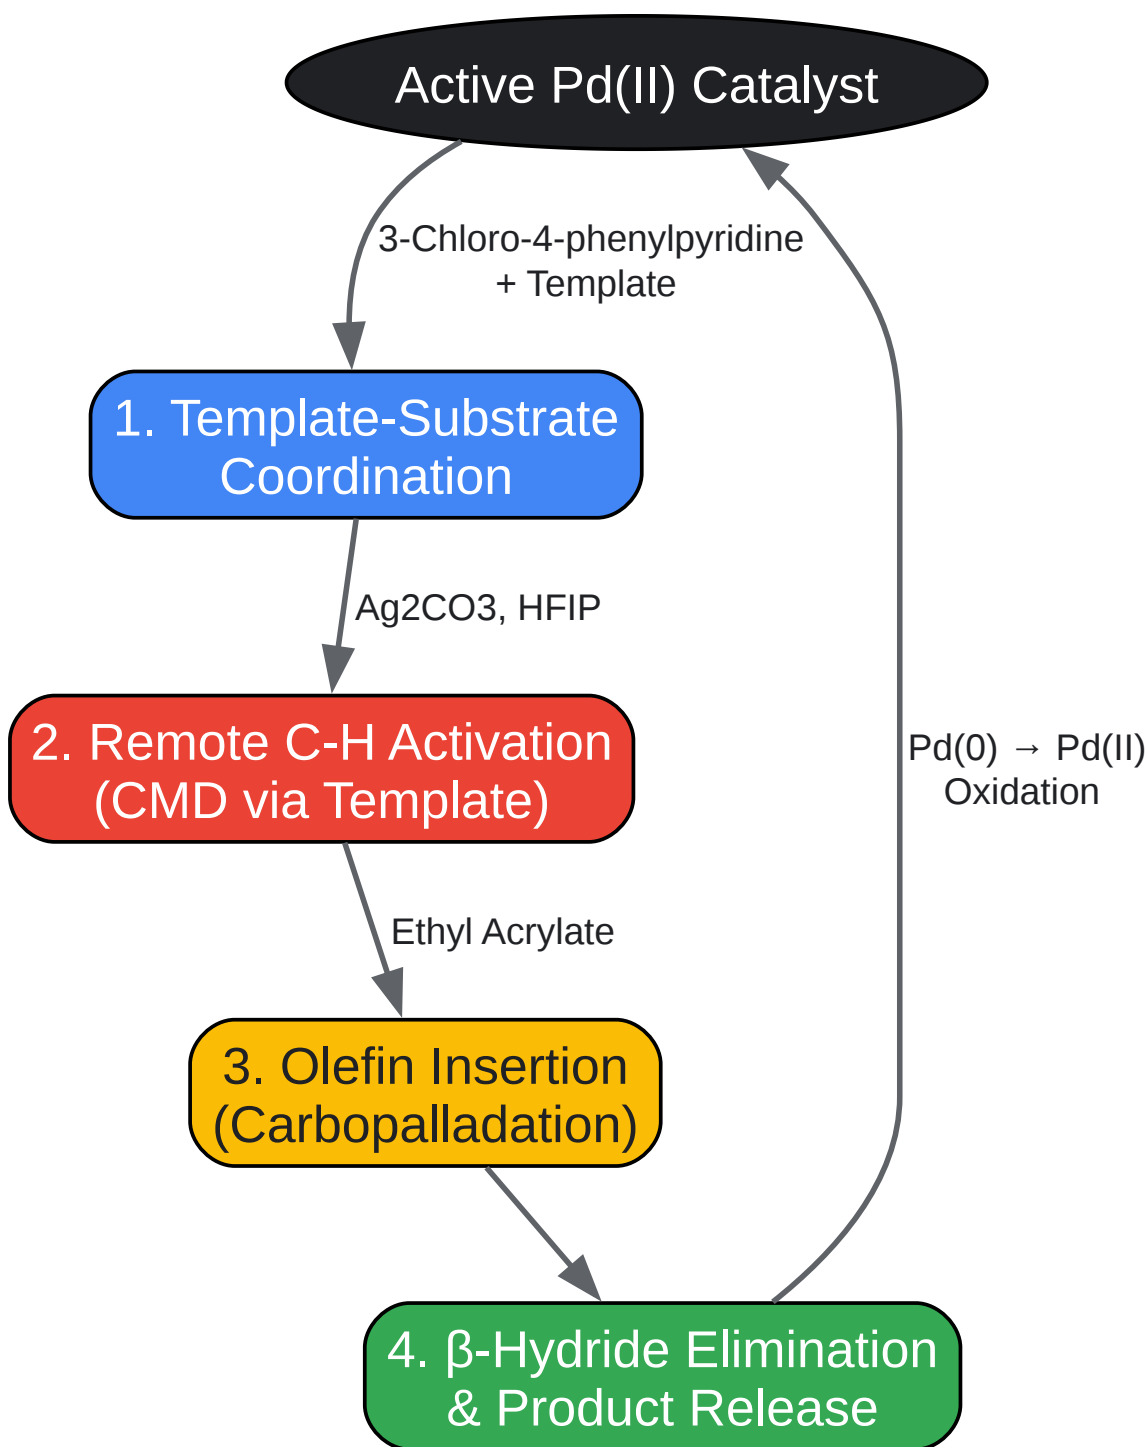 Active Pd(II) Catalyst
3-Chloro-4-phenylpyridine
+ Template
1. Template-Substrate
Coordination
Ag2CO3, HFIP
2. Remote C-H Activation
(CMD via Template)
Pd(0) → Pd(II)
Oxidation
Ethyl Acrylate
3. Olefin Insertion
(Carbopalladation)
4. β-Hydride Elimination
& Product Release